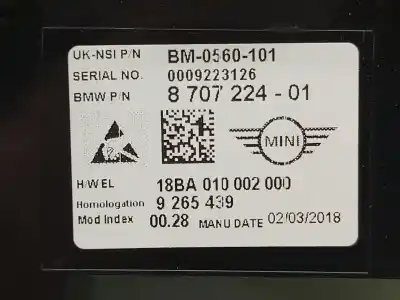 UK-NSI P/N BM-0560-101
SERIAL NO. 0009223126
BMW P/N 8 707 224 - 01
MINI
H/W EL 18BA 010 002 000
Homologation 9 265 439
Mod Index 00.28 MANU DATE 02/03/2018